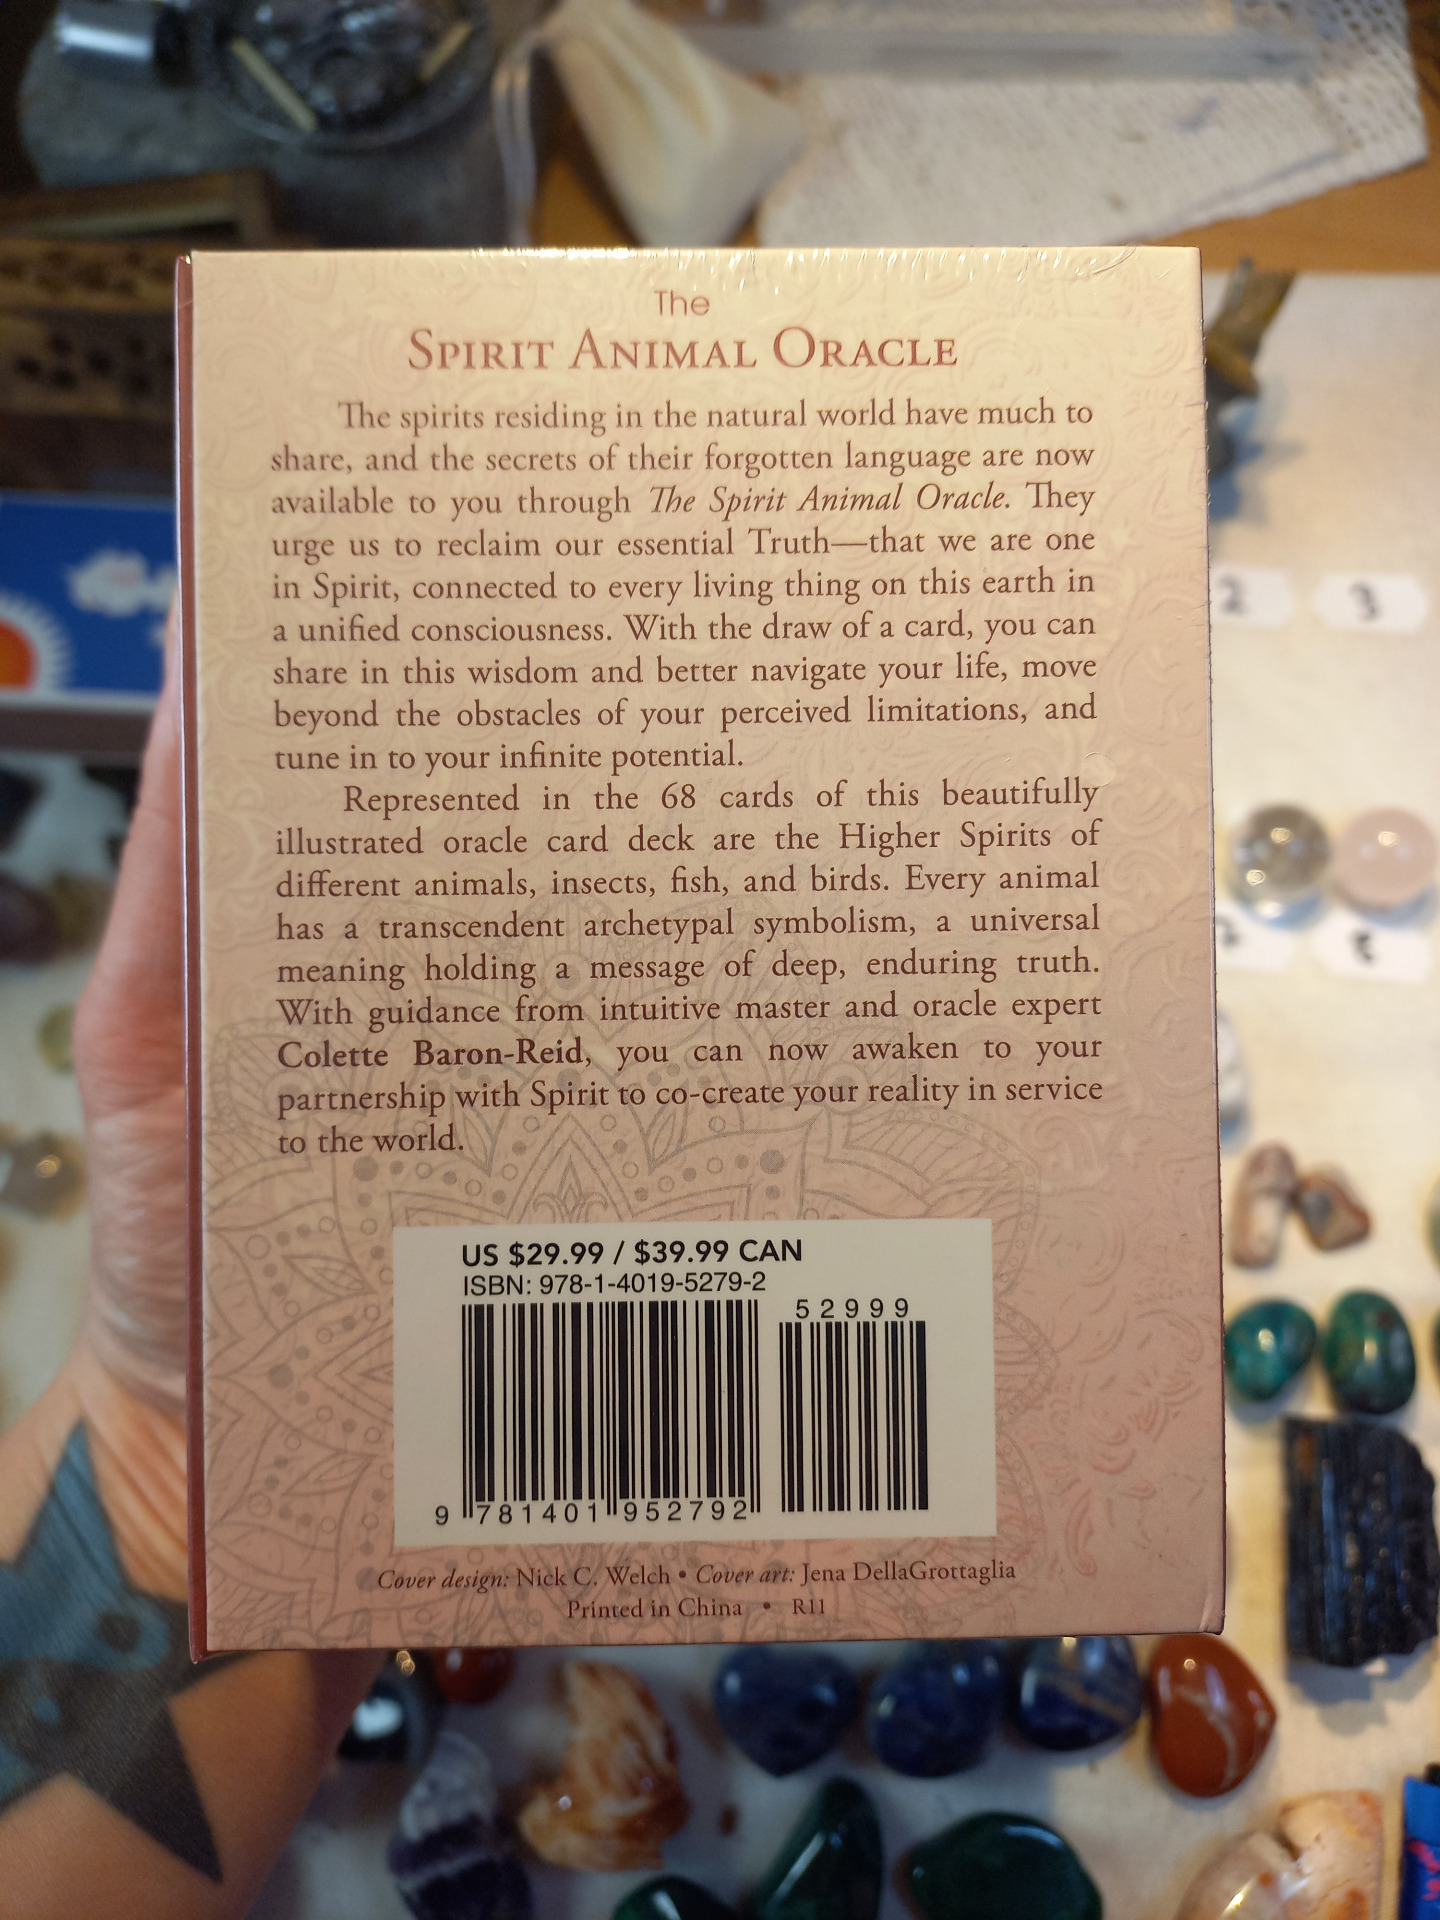 The
SPIRIT ANIMAL ORACLE
The spirits residing in the natural world have much to
share, and the secrets of their forgotten language are now
available to you through The Spirit Animal Oracle. They
urge us to reclaim our essential Truth—that we are one
in Spirit, connected to every living thing on this earth in
a unified consciousness. With the draw of a card, you can
share in this wisdom and better navigate your life, move
beyond the obstacles of your perceived limitations, and
tune in to your infinite potential.
Represented in the 68 cards of this beautifully
illustrated oracle card deck are the Higher Spirits of
different animals, insects, fish, and birds. Every animal
has a transcendent archetypal symbolism, a universal
meaning holding a message of deep, enduring truth.
With guidance from intuitive master and oracle expert
Colette Baron-Reid, you can now awaken to your
partnership with Spirit to co-create your reality in service
to the world.
US $29.99 / $39.99 CAN
ISBN: 978-1-4019-5279-2
52999
9 781401 952792
Cover design: Nick C. Welch • Cover art: Jena DellaGrottaglia
Printed in China • R11
2
3